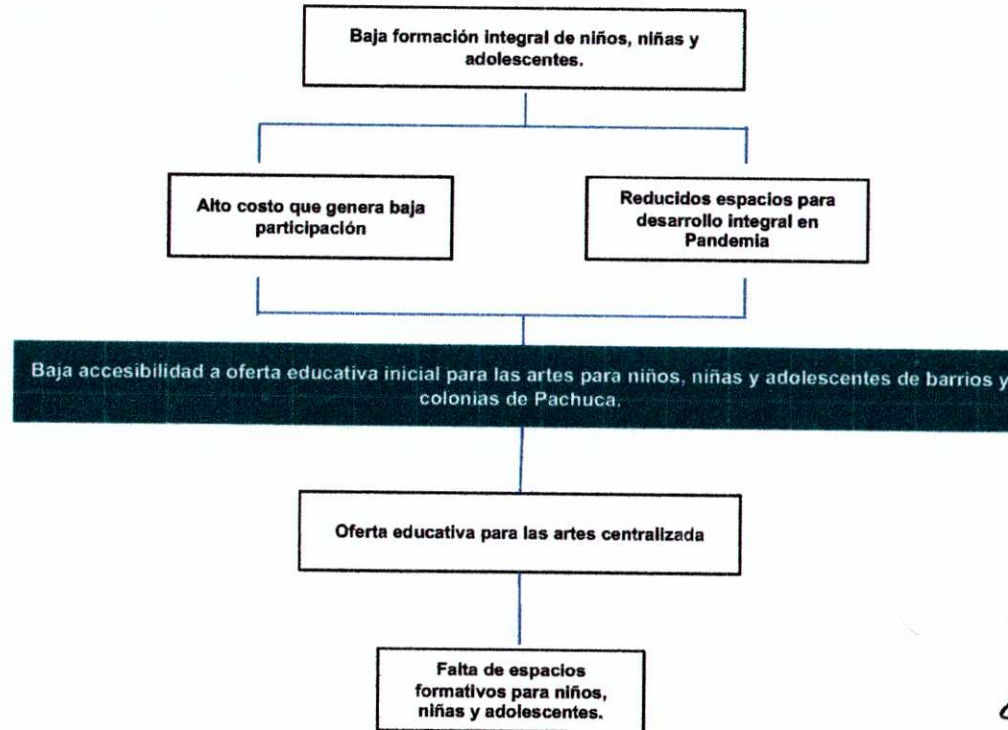 Baja formación integral de niños, niñas y
adolescentes.
Alto costo que genera baja
participación
Reducidos espacios para
desarrollo integral en
Pandemia
Baja accesibilidad a oferta educativa inicial para las artes para niños, niñas y adolescentes de barrios y
colonias de Pachuca.
Oferta educativa para las artes centralizada
Falta de espacios
formativos para niños,
niñas y adolescentes.